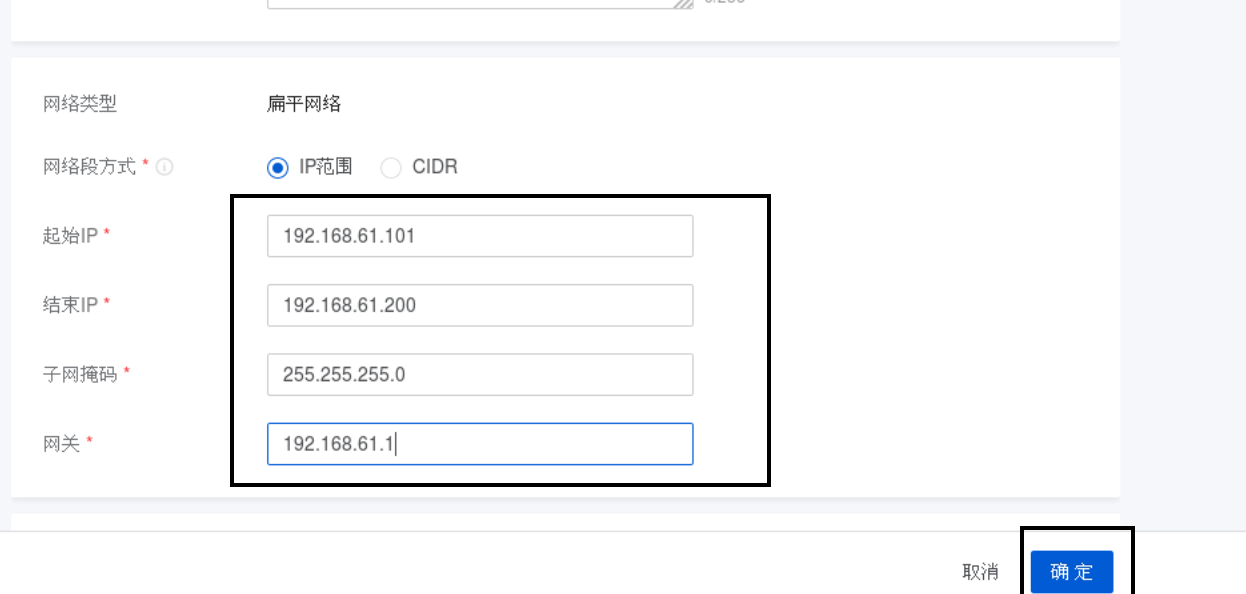 网络类型 扁平网络
网络段方式 * IP范围 CIDR
起始IP * 192.168.61.101
结束IP * 192.168.61.200
子网掩码 * 255.255.255.0
网关 * 192.168.61.1
取消 确 定